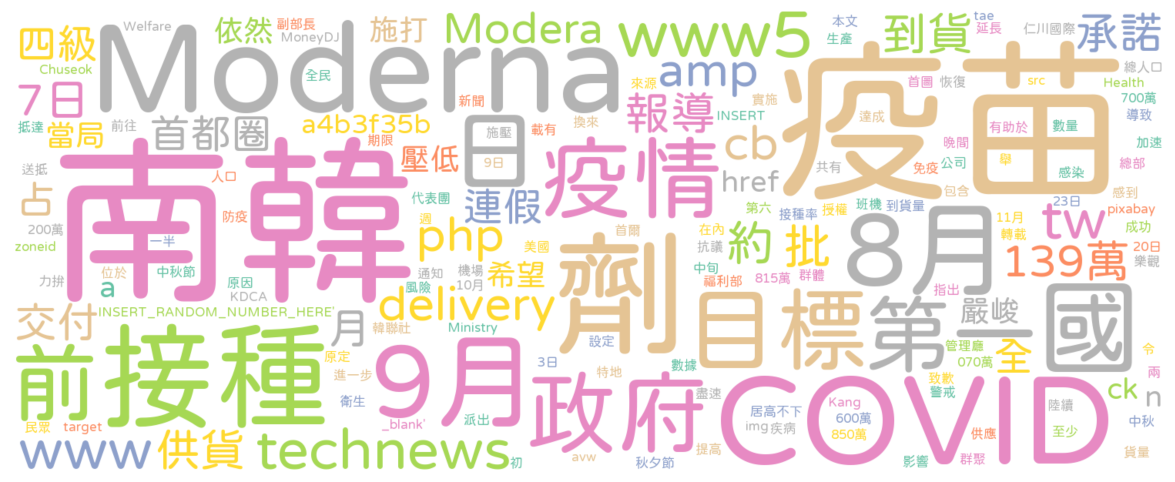 四級
Welfare
依然
副部長
MoneyDJ
施打
Modera
www5
本文
生產
到貨
tae
延長
仁川國際
承諾
Chuseok
Moderna
全民
amp
疫苗
總人口
7日
新聞
來源
報導
INSERT
實施
首圖
恢復
src
Health
700萬
導致
抵達
當局
前往
首都圈
a4b3f35b
期限
壓低
日
施壓
載有
換來
達成
有助於
數量
加速
送抵
南韓
人口
9日
疫情
cb
晚間
免疫
公司
舉
感染
總部
占
代表團
連假
href
共有
包含
感到
pixabay
200萬
防疫
週
php
第六
接種率
授權
班機
到貨量
23日
tw
成功
zoneid
一半
首爾
在內
抗議
約
批
8月
11月
轉載
139萬
20日
樂觀
力拚
位於
中秋節
原因
a
KDCA
通知
風險
機場
10月
美國
希望
劑
中旬
福利部
815萬
群體
指出
交付
INSERT_RANDOM_NUMBER_HERE'
月
delivery
韓聯社
Ministry
設定
目標
第一
嚴峻
國
前
接種
原定
進一步
9月
3日
數據
管理廳
070萬
全
令
兩
衛生
特地
盡速
致歉
警戒
ck
n
民眾
target
_blank'
派出
政府
居高不下
Kang
600萬
850萬
img
疾病
COVID
供應
陸續
至少
中秋
www
供貨
technews
初
avw
秋夕節
提高
影響
群聚
貨量